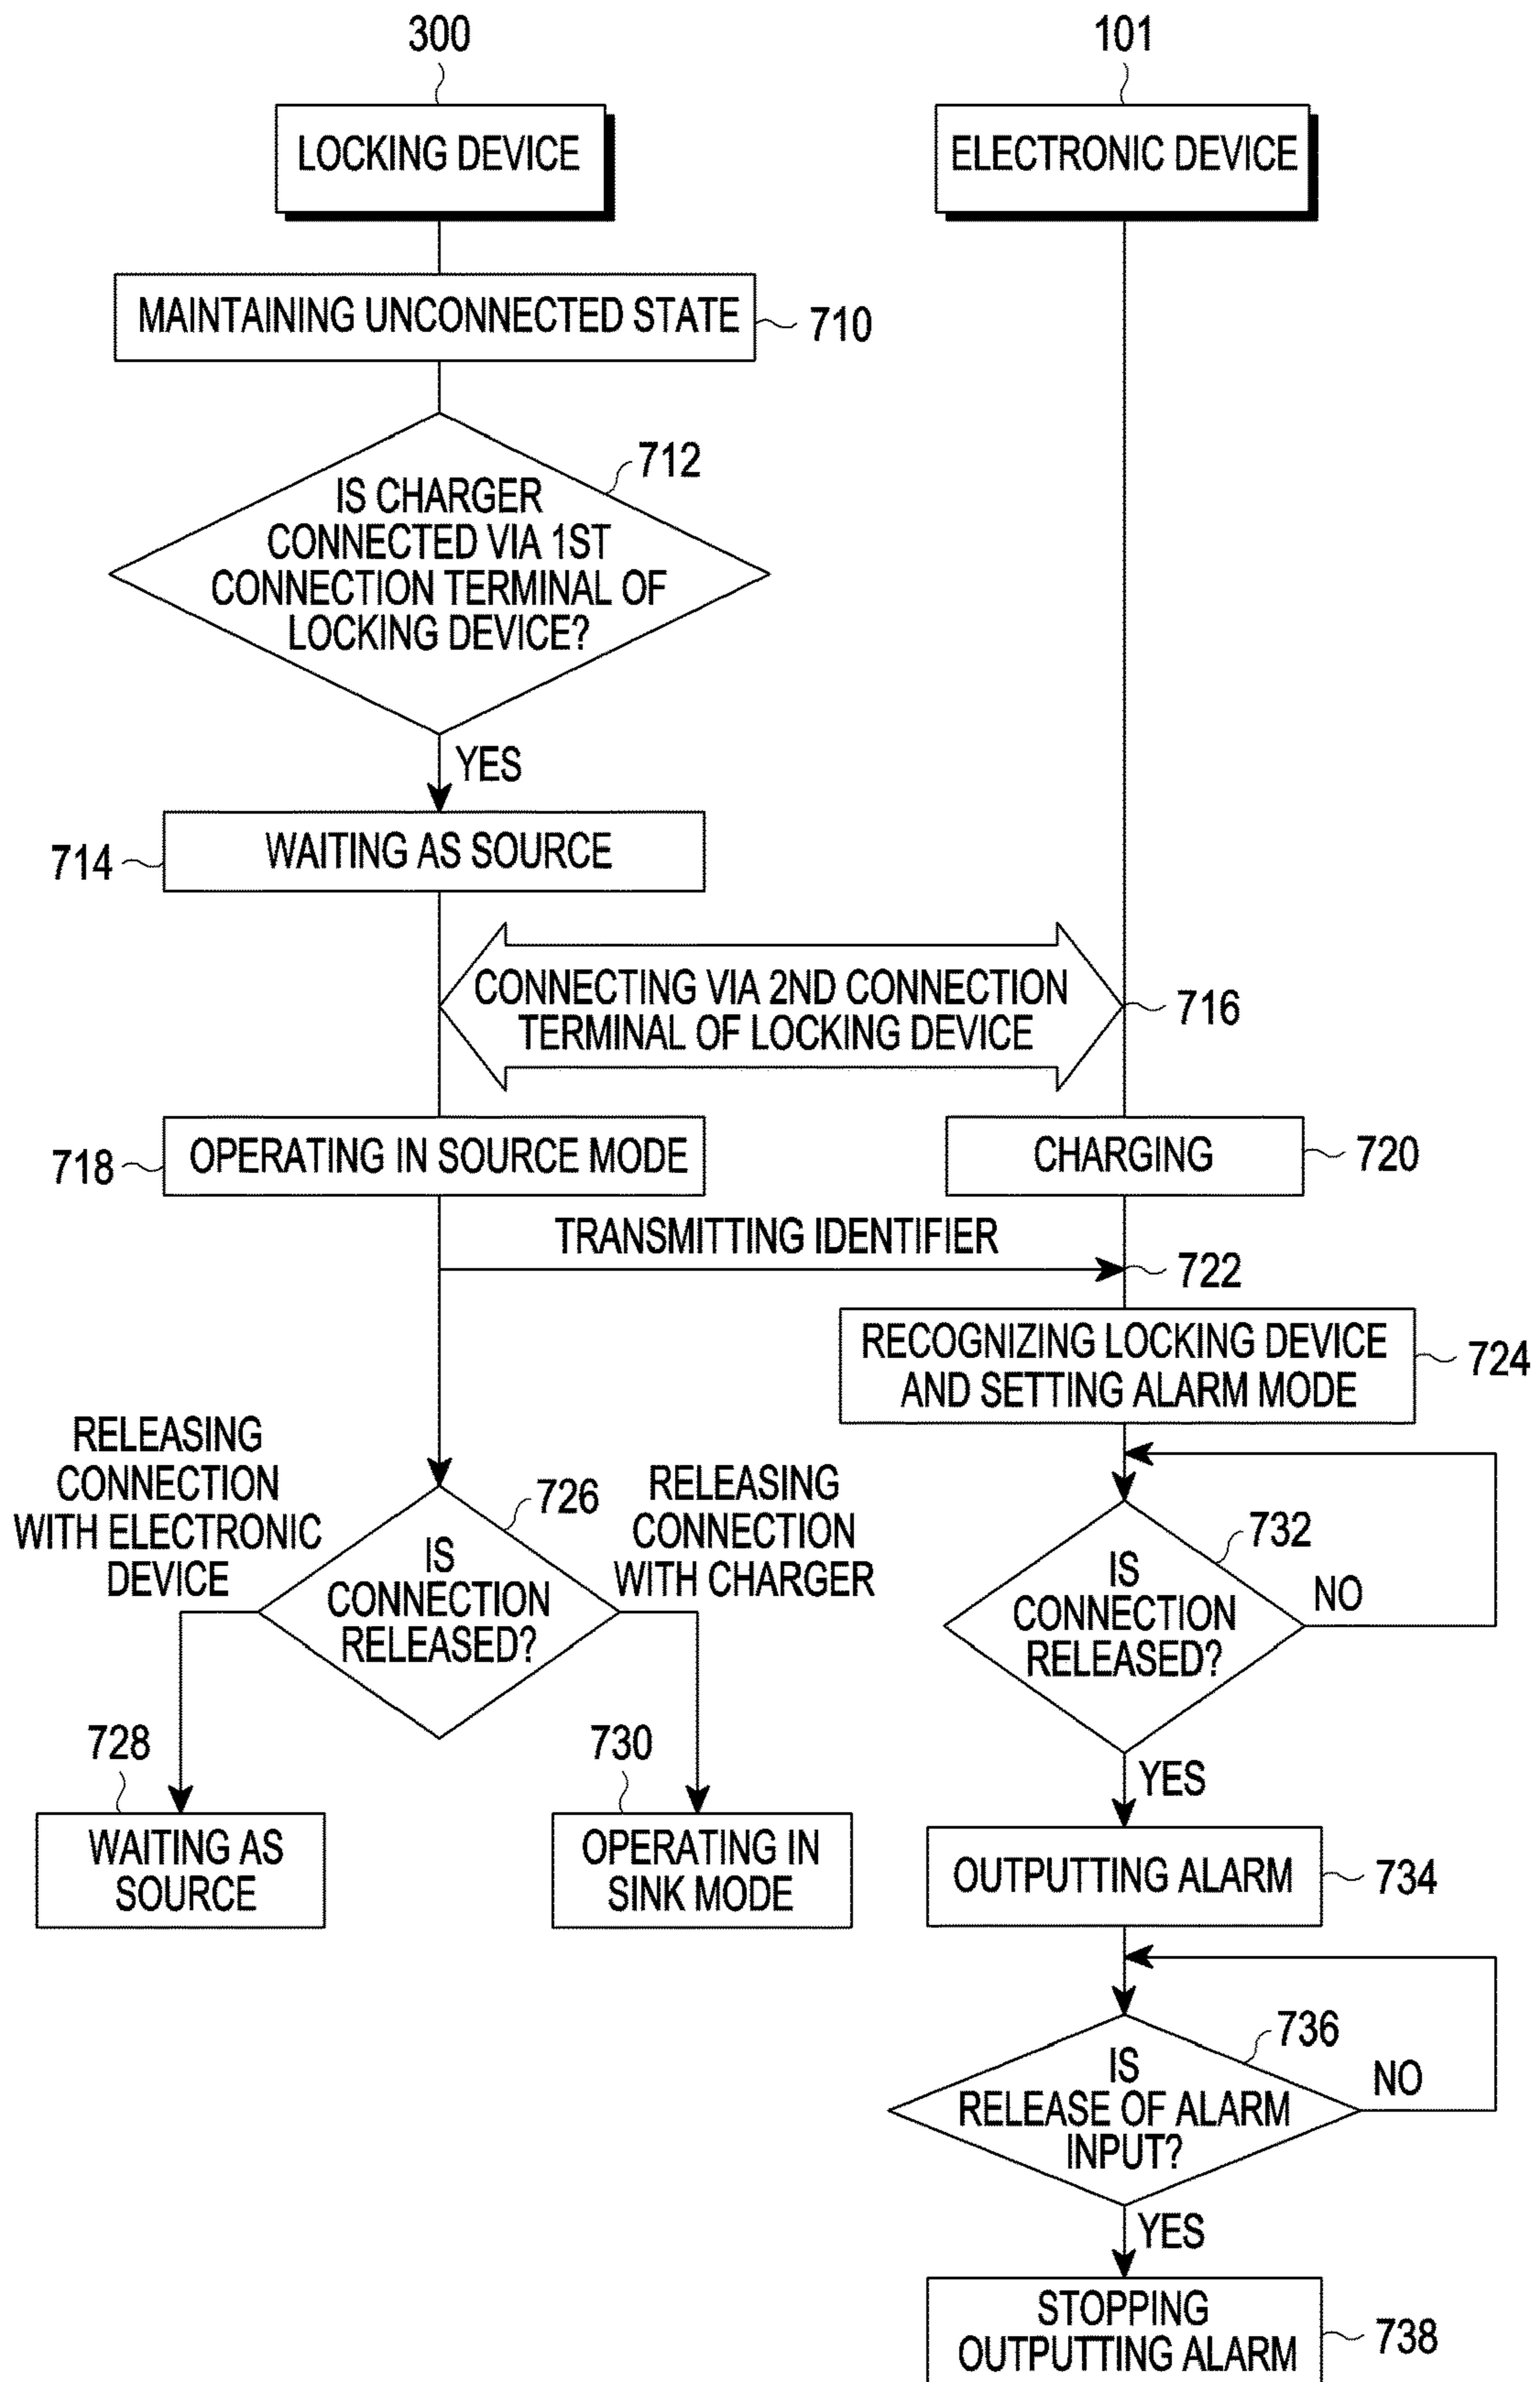 300
101
LOCKING DEVICE
ELECTRONIC DEVICE
MAINTAINING UNCONNECTED STATE
710
712
IS CHARGER
CONNECTED VIA 1ST
CONNECTION TERMINAL OF
LOCKING DEVICE?
YES
714
WAITING AS SOURCE
CONNECTING VIA 2ND CONNECTION
TERMINAL OF LOCKING DEVICE
716
718
OPERATING IN SOURCE MODE
CHARGING
720
TRANSMITTING IDENTIFIER
722
RECOGNIZING LOCKING DEVICE
AND SETTING ALARM MODE
724
RELEASING
CONNECTION
WITH ELECTRONIC
DEVICE
726
IS
CONNECTION
RELEASED?
RELEASING
CONNECTION
WITH CHARGER
732
IS
CONNECTION
RELEASED?
NO
728
WAITING AS
SOURCE
730
OPERATING IN
SINK MODE
YES
OUTPUTTING ALARM
734
736
IS
RELEASE OF ALARM
INPUT?
NO
YES
STOPPING
OUTPUTTING ALARM
738